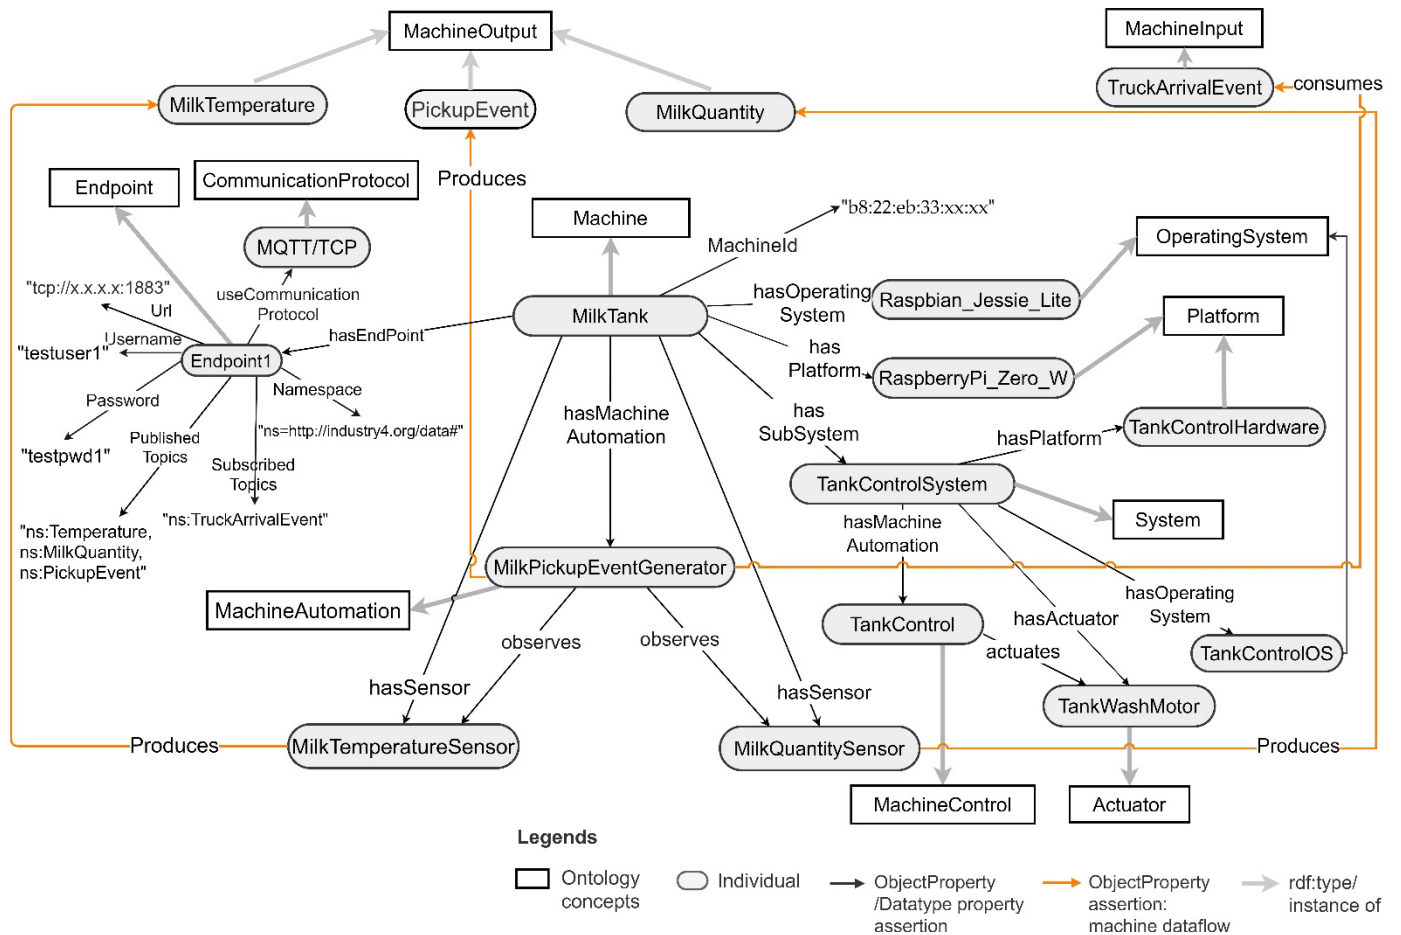 MachineOutput
MachineInput
MilkTemperature
PickupEvent
MilkQuantity
TruckArrivalEvent
consumes
Produces
Endpoint
CommunicationProtocol
Machine
"b8:22:eb:33:xx:xx"
MachineId
OperatingSystem
MQTT/TCP
"tcp://x.x.x.x:1883"
Url
useCommunication
Protocol
hasOperating
System
Raspbian_Jessie_Lite
MilkTank
Platform
hasEndPoint
Username
"testuser1"
Endpoint1
has
Platform
RaspberryPi_Zero_W
Namespace
Password
hasMachine
Automation
has
SubSystem
"ns=http://industry4.org/data#"
TankControlHardware
hasPlatform
Published
Topics
"testpwd1"
Subscribed
Topics
TankControlSystem
"ns:TruckArrivalEvent"
System
hasMachine
Automation
"ns:Temperature,
ns:MilkQuantity,
ns:PickupEvent"
MilkPickupEventGenerator
MachineAutomation
hasOperating
System
observes
observes
TankControl
hasActuator
actuates
TankControlOS
hasSensor
hasSensor
TankWashMotor
Produces
MilkTemperatureSensor
MilkQuantitySensor
Produces
MachineControl
Actuator
Legends
Ontology
concepts
Individual
ObjectProperty
/Datatype property
assertion
ObjectProperty
assertion:
machine dataflow
rdf:type/
instance of